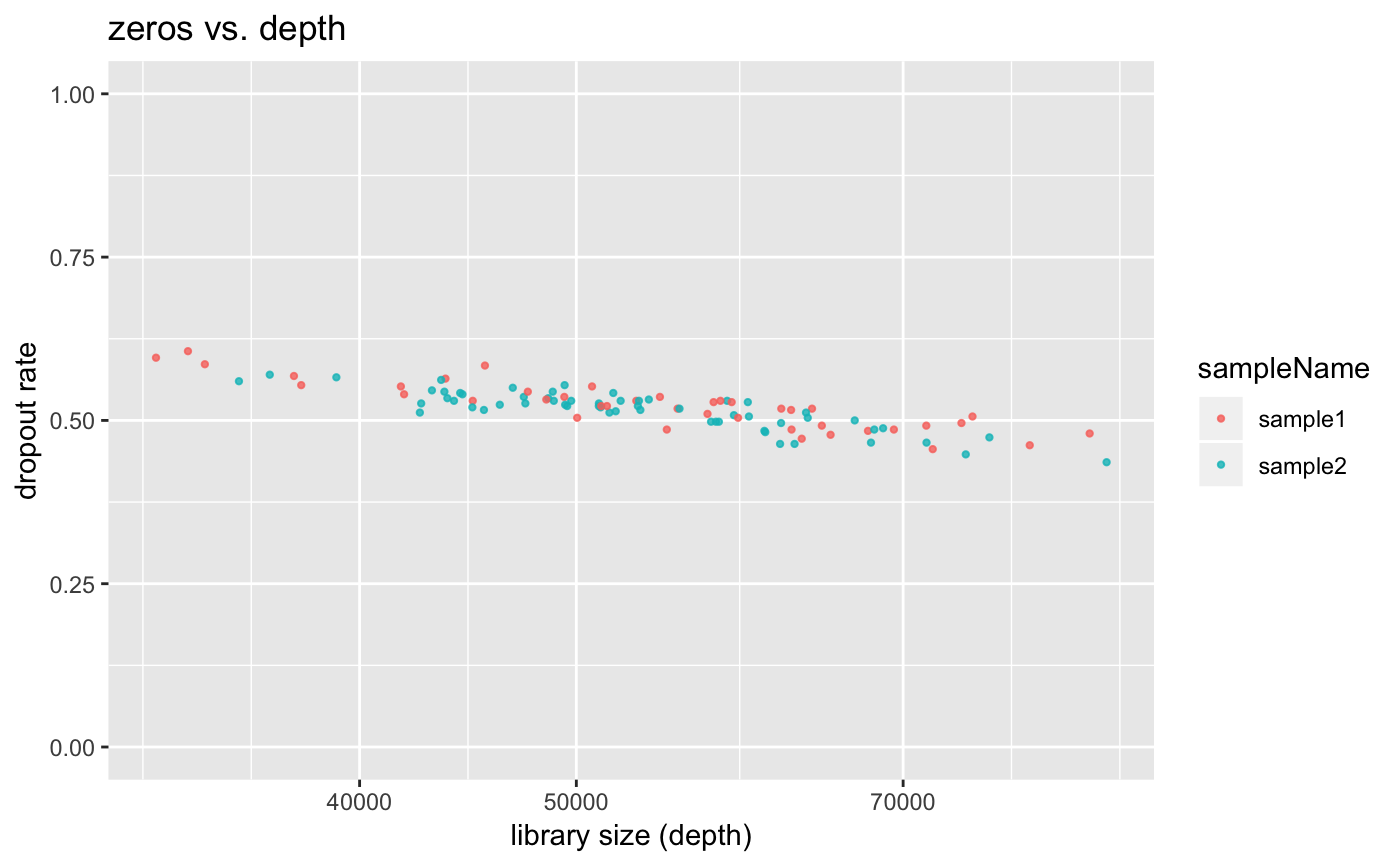 zeros vs. depth
1.00
0.75
0.50
0.25
0.00
dropout rate
40000
50000
70000
library size (depth)
sampleName
sample1
sample2